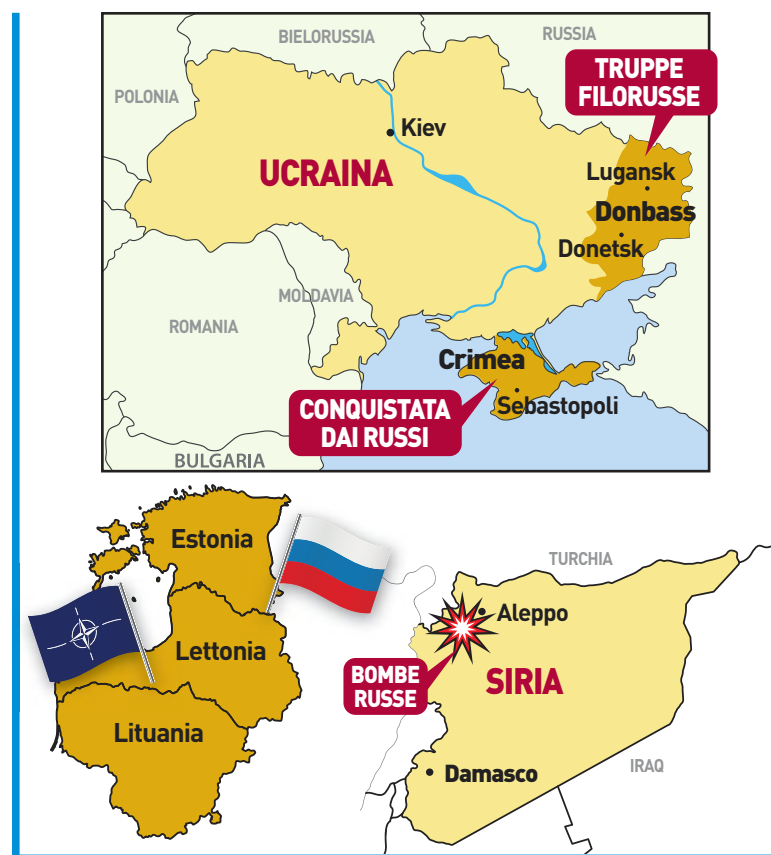 BIELORUSSIA
RUSSIA
TRUPPE
FILORUSSE
POLONIA
Kiev
UCRAINA
Lugansk
Donbass
Donetsk
MOLDAVIA
ROMANIA
Crimea
CONQUISTATA
DAI RUSSI
Sebastopoli
BULGARIA
Estonia
Lettonia
Lituania
TURCHIA
Aleppo
BOMBE
RUSSE
SIRIA
IRAQ
Damasco